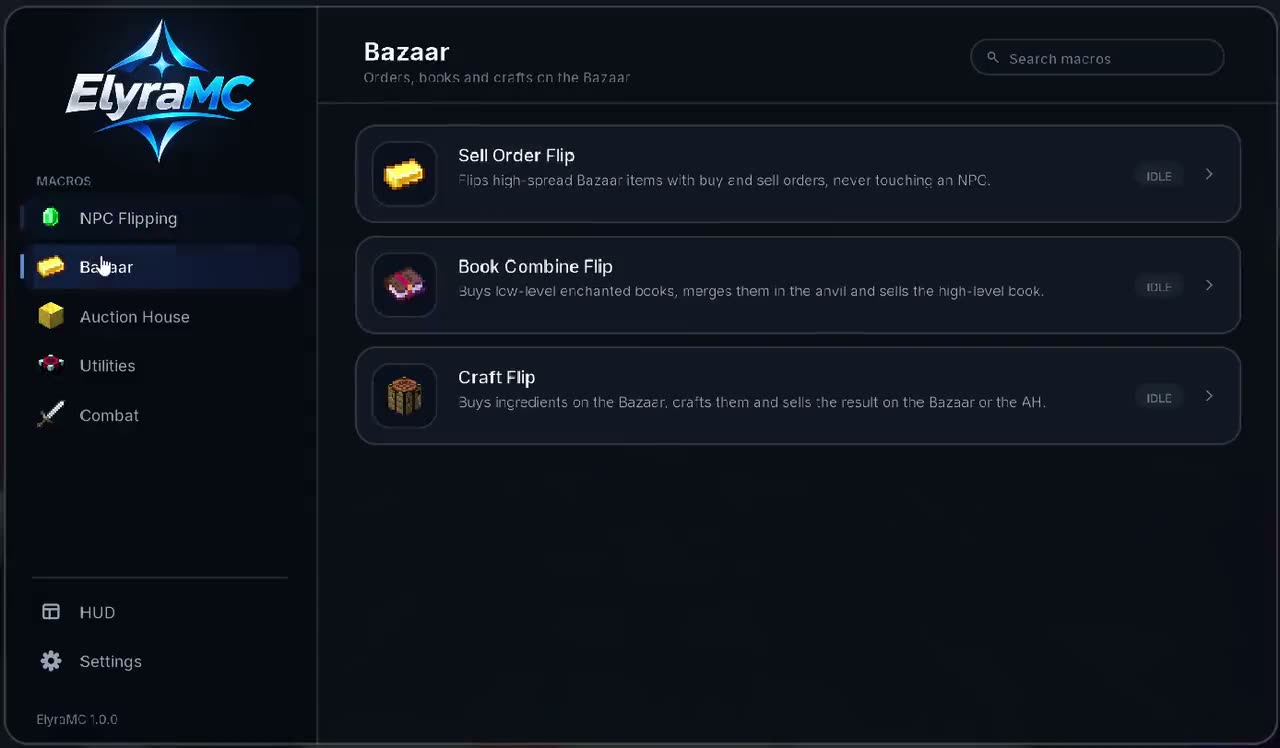 ElyraMC
MACROS
NPC Flipping
Bazaar
Auction House
Utilities
Combat
HUD
Settings
ElyraMC 1.0.0
Bazaar
Orders, books and crafts on the Bazaar
Search macros
Sell Order Flip
Flips high-spread Bazaar items with buy and sell orders, never touching an NPC.
IDLE
Book Combine Flip
Buys low-level enchanted books, merges them in the anvil and sells the high-level book.
IDLE
Craft Flip
Buys ingredients on the Bazaar, crafts them and sells the result on the Bazaar or the AH.
IDLE